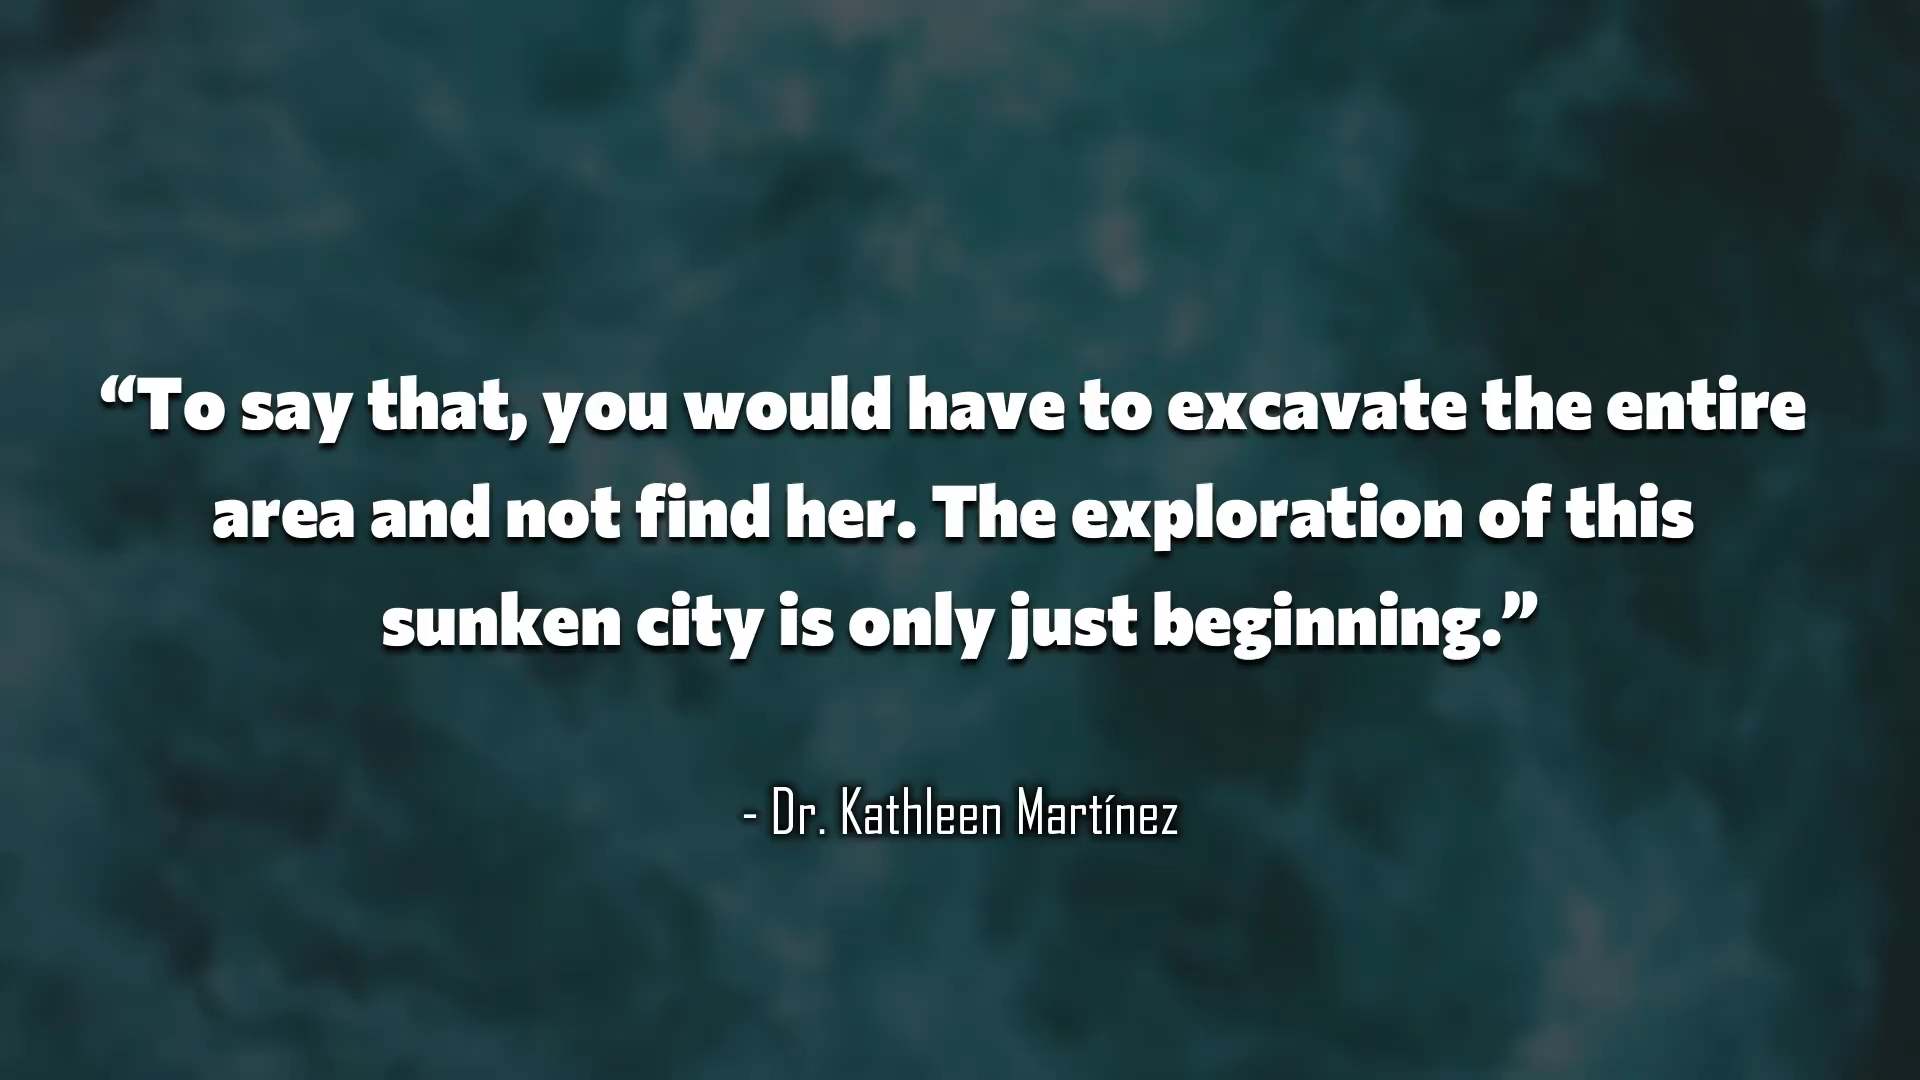 “To say that, you would have to excavate the entire
area and not find her. The exploration of this
sunken city is only just beginning.”
- Dr. Kathleen Martínez